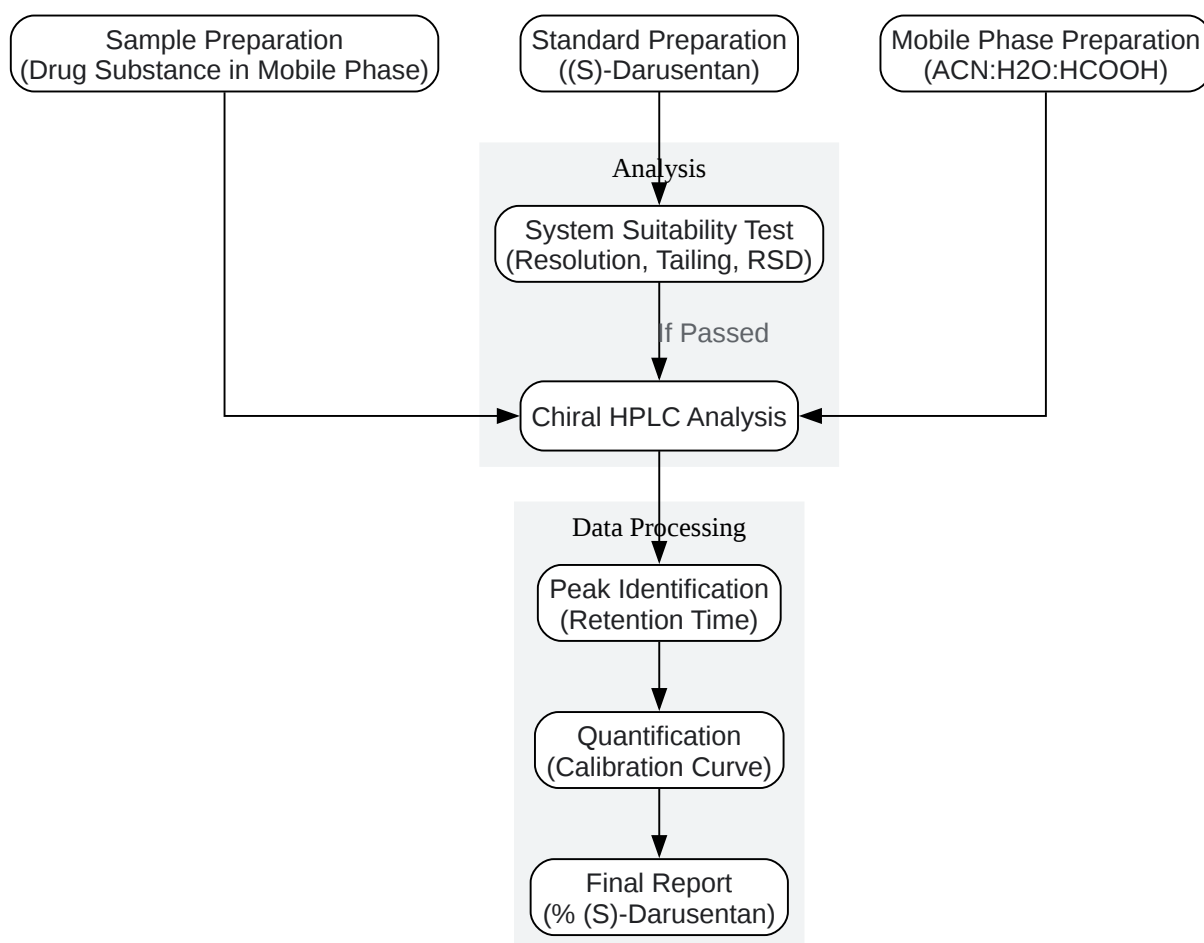 Sample Preparation
(Drug Substance in Mobile Phase)
Standard Preparation
((S)-Darusentan)
Mobile Phase Preparation
(ACN:H2O:HCOOH)
Analysis
System Suitability Test
(Resolution, Tailing, RSD)
If Passed
Chiral HPLC Analysis
Data Processing
Peak Identification
(Retention Time)
Quantification
(Calibration Curve)
Final Report
(% (S)-Darusentan)